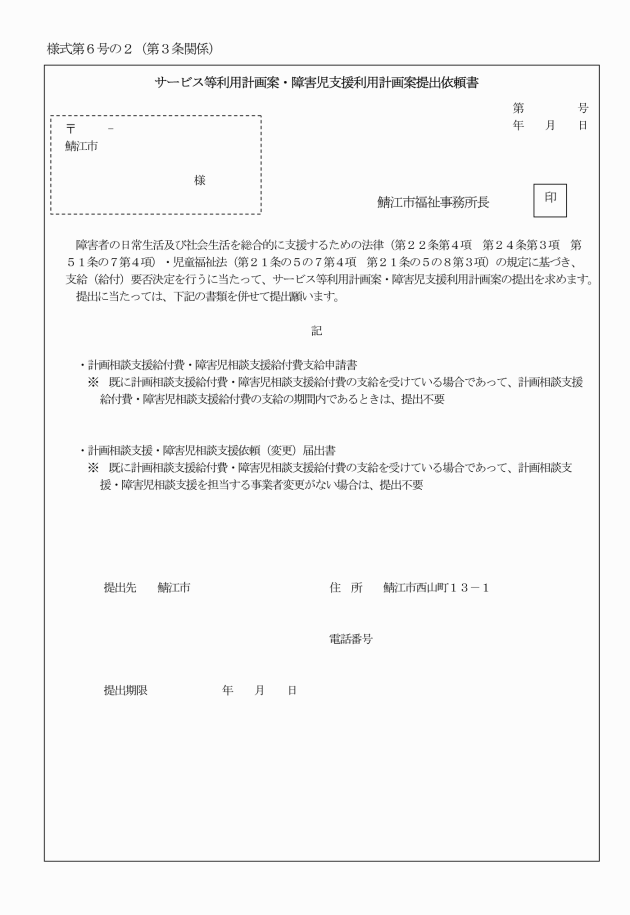 様式第６号の２（第３条関係）
サービス等利用計画案・障害児支援利用計画案提出依頼書
第　　　　号
年　月　日
〒　　－
鯖江市
様
鯖江市福祉事務所長　　印
障害者の日常生活及び社会生活を総合的に支援するための法律（第２２条第４項　第２４条第３項　第
５１条の７第４項）・児童福祉法（第２１条の５の７第４項　第２１条の５の８第３項）の規定に基づき、
支給（給付）要否決定を行うに当たって、サービス等利用計画案・障害児支援利用計画案の提出を求めます。
提出に当たっては、下記の書類を併せて提出願います。
記
・計画相談支援給付費・障害児相談支援給付費支給申請書
※　既に計画相談支援給付費・障害児相談支援給付費の支給を受けている場合であって、計画相談支援
給付費・障害児相談支援給付費の支給の期間内であるときは、提出不要
・計画相談支援・障害児相談支援依頼（変更）届出書
※　既に計画相談支援給付費・障害児相談支援給付費の支給を受けている場合であって、計画相談支
援・障害児相談支援を担当する事業者変更がない場合は、提出不要
提出先　　鯖江市　　住　所　　鯖江市西山町１３－１
電話番号
提出期限　　年　月　日